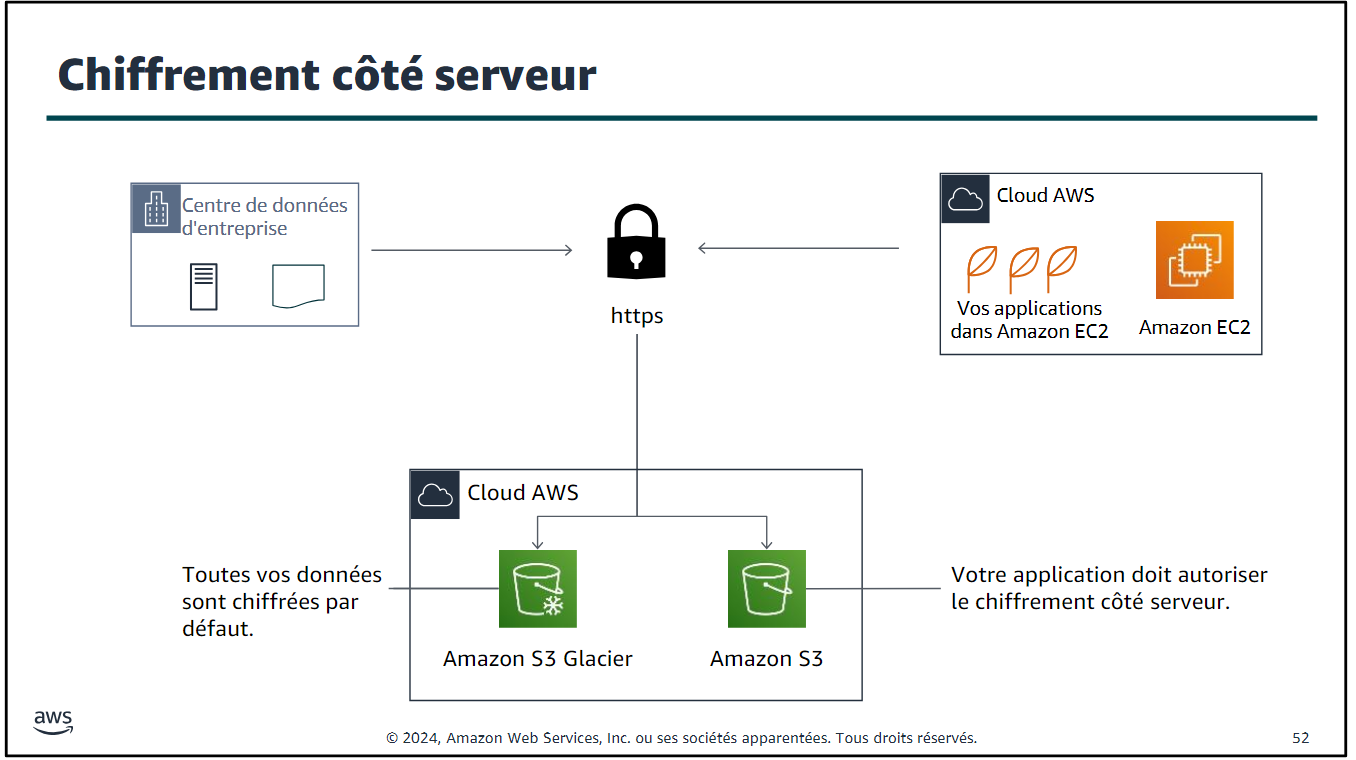 Chiffrement côté serveur
Centre de données
d'entreprise
https
Cloud AWS
Vos applications
dans Amazon EC2
Amazon EC2
Cloud AWS
Toutes vos données
sont chiffrées par
défaut.
Amazon S3 Glacier
Amazon S3
Votre application doit autoriser
le chiffrement côté serveur.
aws
© 2024, Amazon Web Services, Inc. ou ses sociétés apparentées. Tous droits réservés.
52